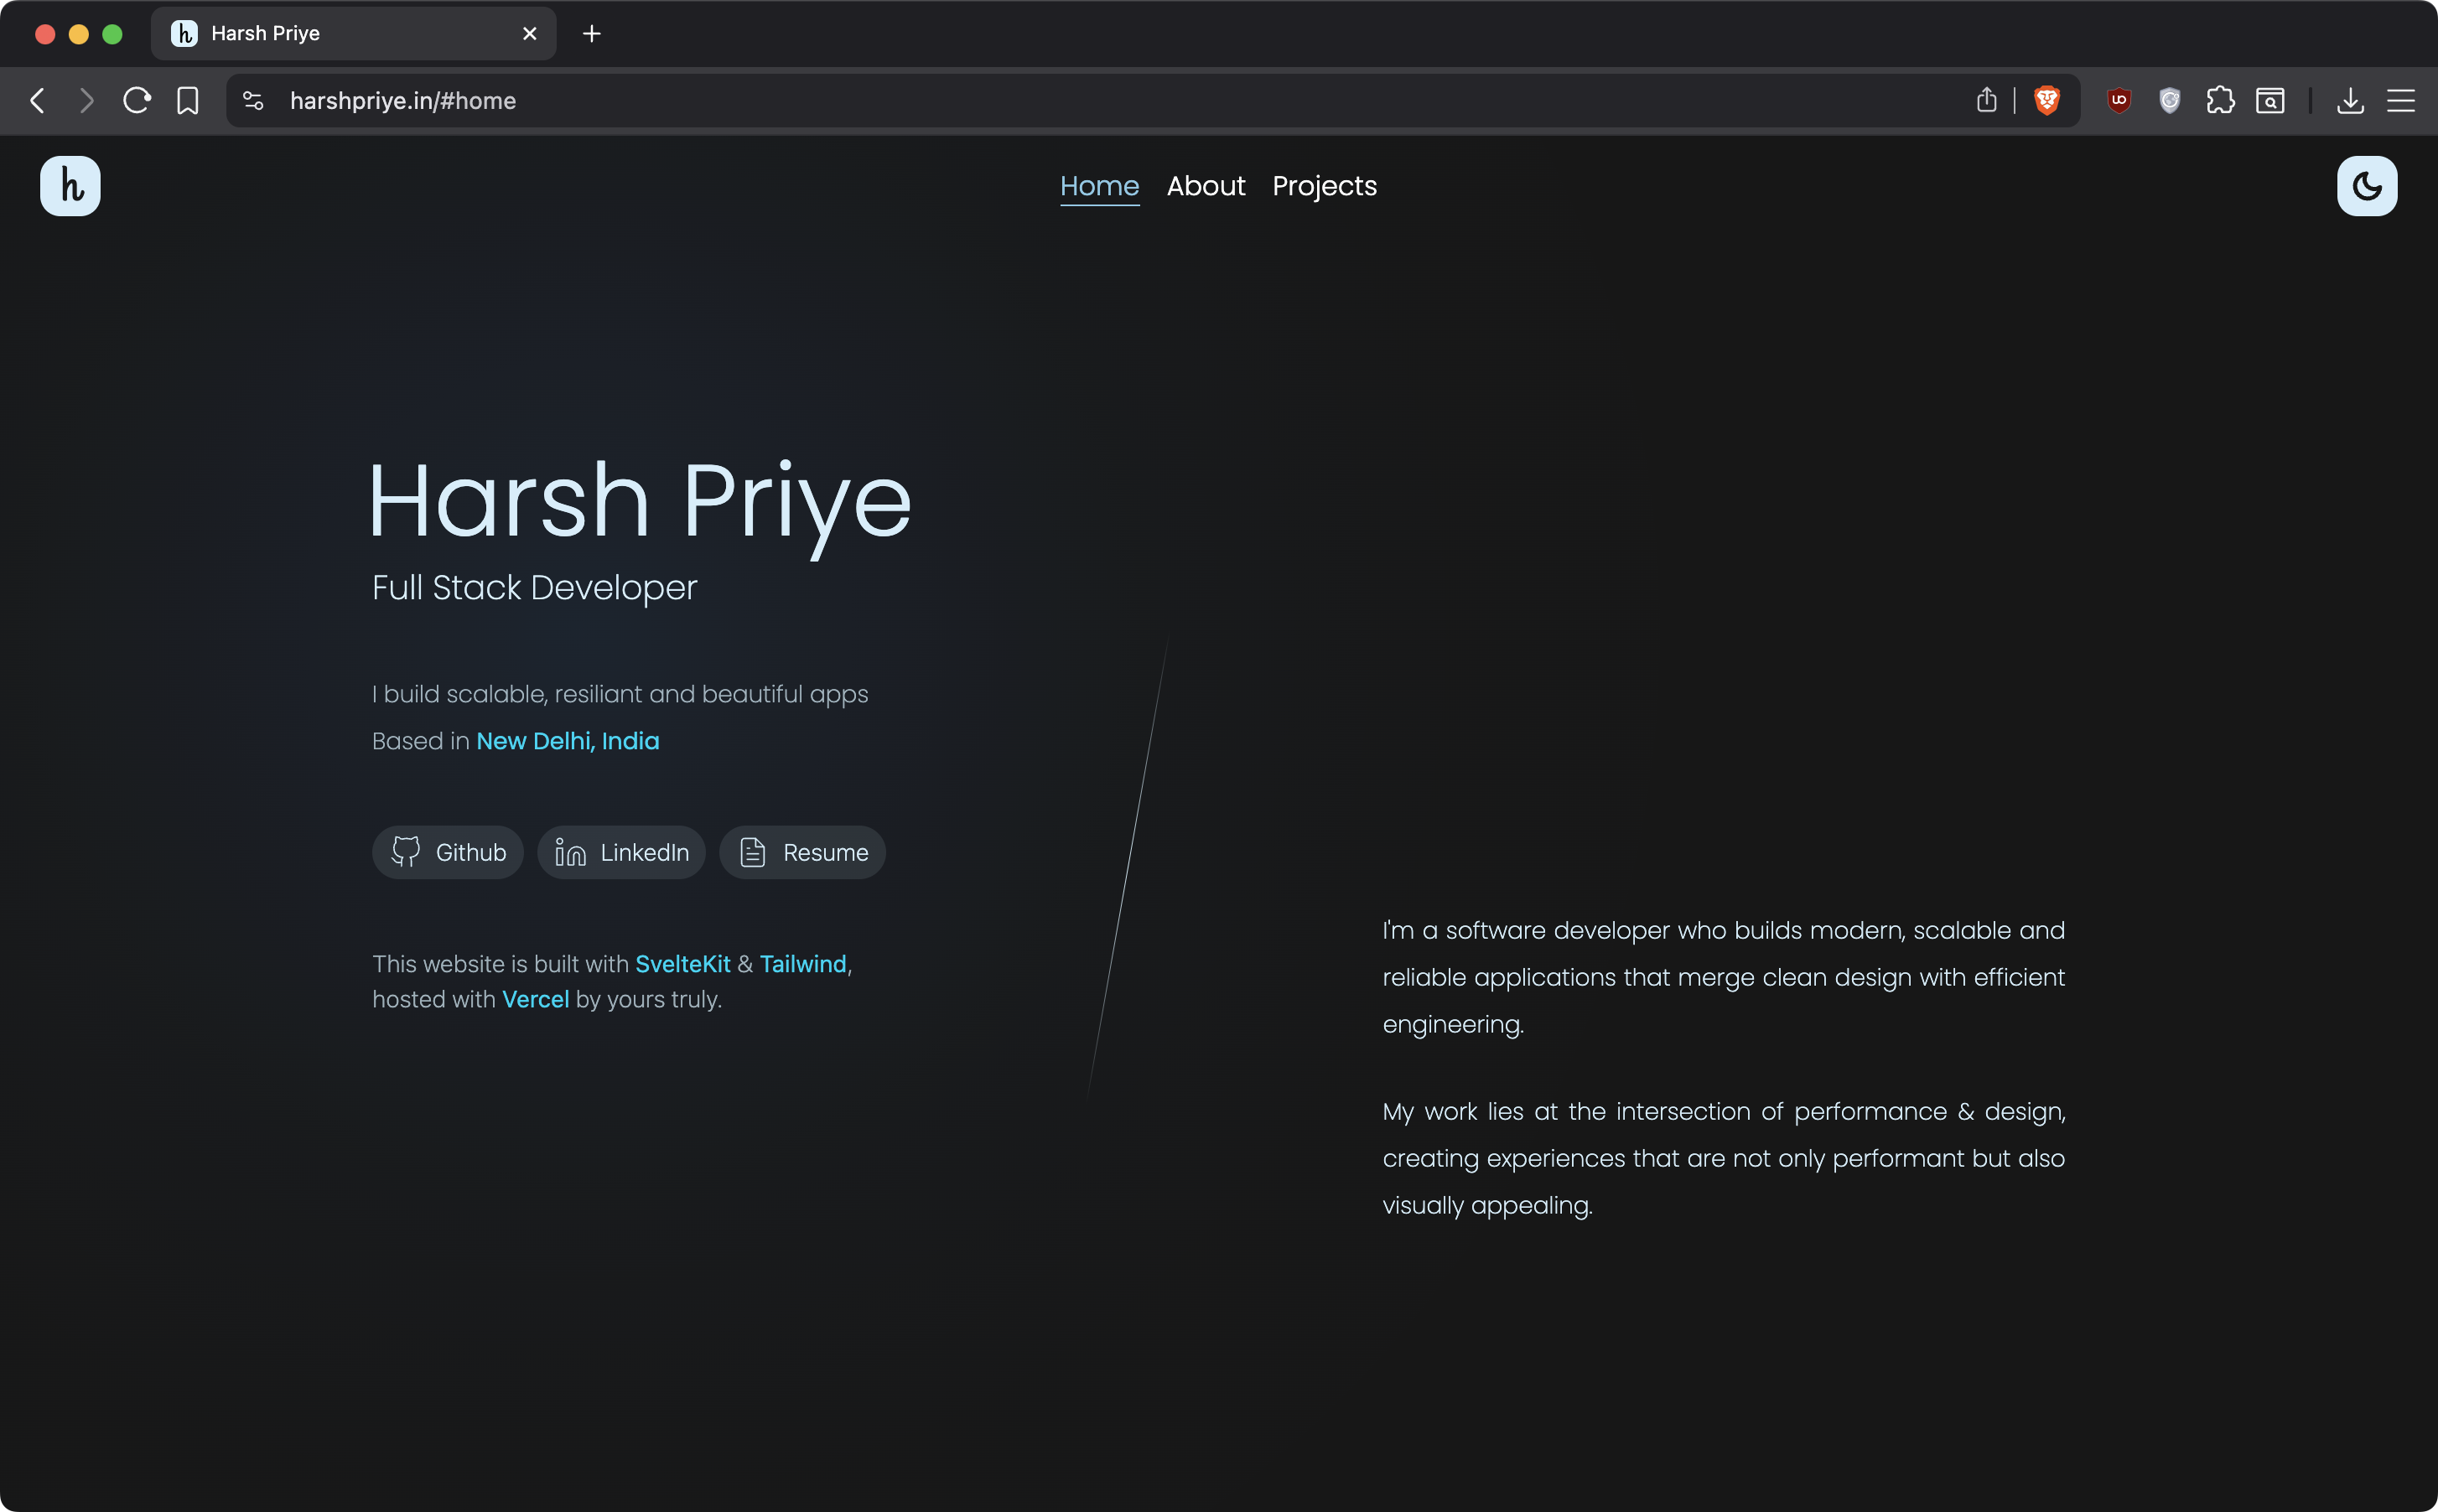 Harsh Priye
harshpriye.in/#home
h
Home About Projects
Harsh Priye
Full Stack Developer
I build scalable, resiliant and beautiful apps
Based in New Delhi, India
Github LinkedIn Resume
This website is built with SvelteKit & Tailwind,
hosted with Vercel by yours truly.
I'm a software developer who builds modern, scalable and
reliable applications that merge clean design with efficient
engineering.
My work lies at the intersection of performance & design,
creating experiences that are not only performant but also
visually appealing.